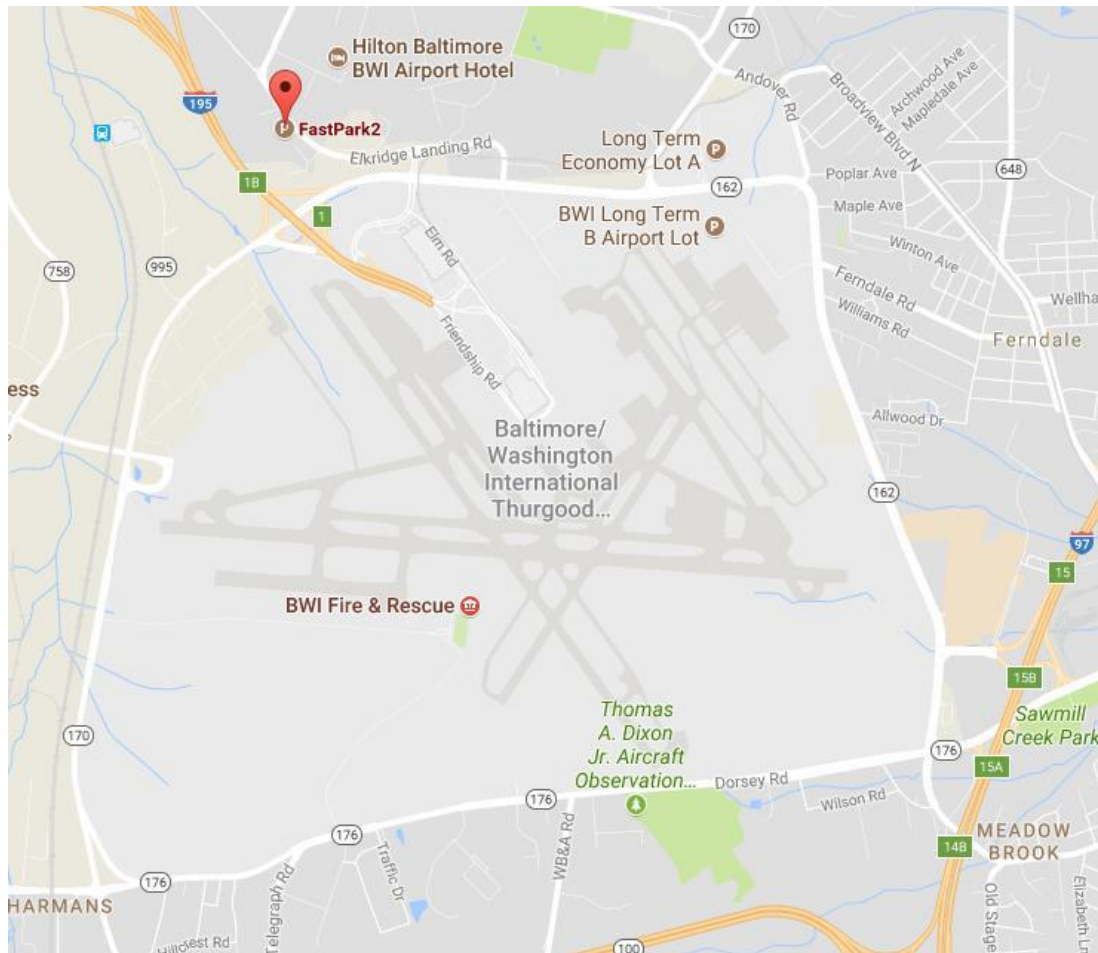 170
Hilton Baltimore
BWI Airport Hotel
Andover Rd
Broadview Blvd N
Archwood Ave
Mapledale Ave
195
FastPark2
Elkridge Landing Rd
Long Term
Economy Lot A
648
1B
162
Poplar Ave
Maple Ave
1
BWI Long Term
B Airport Lot
Elm Rd
Winton Ave
758
995
Ferndale Rd
Williams Rd
Wellha
Friendship Rd
Ferndale
ess
Allwood Dr
Baltimore/
Washington
International
Thurgood...
162
97
15
BWI Fire & Rescue
15B
Thomas
A. Dixon
Jr. Aircraft
Observation...
Sawmill
Creek Park
170
176
15A
Dorsey Rd
176
Wilson Rd
WB&A Rd
176
Traffic Dr
MEADOW
BROOK
14B
176
Telegraph Rd
HARMANS
Old Stage
Elizabeth Ln
100